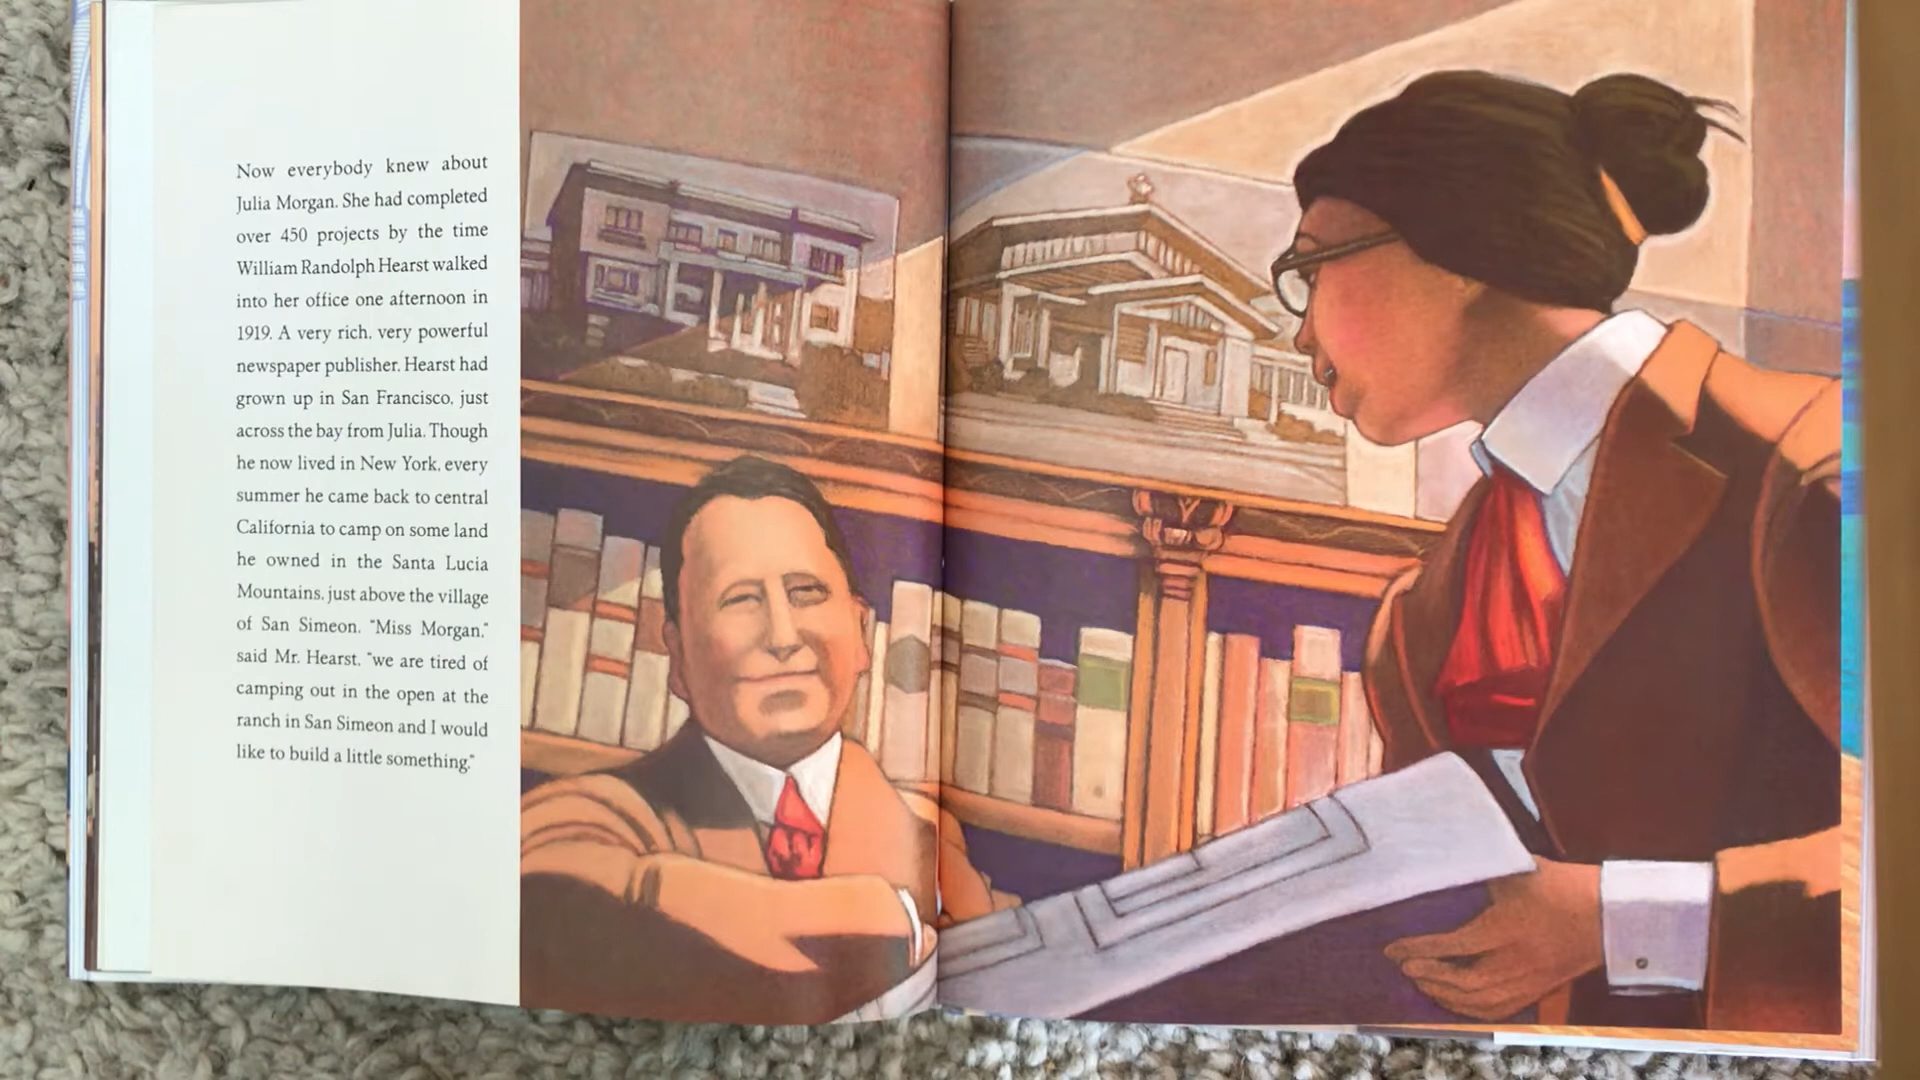 Now everybody knew about
Julia Morgan. She had completed
over 450 projects by the time
William Randolph Hearst walked
into her office one afternoon in
1919. A very rich, very powerful
newspaper publisher, Hearst had
grown up in San Francisco, just
across the bay from Julia. Though
he now lived in New York, every
summer he came back to central
California to camp on some land
he owned in the Santa Lucia
Mountains, just above the village
of San Simeon. "Miss Morgan,"
said Mr. Hearst, "we are tired of
camping out in the open at the
ranch in San Simeon and I would
like to build a little something."